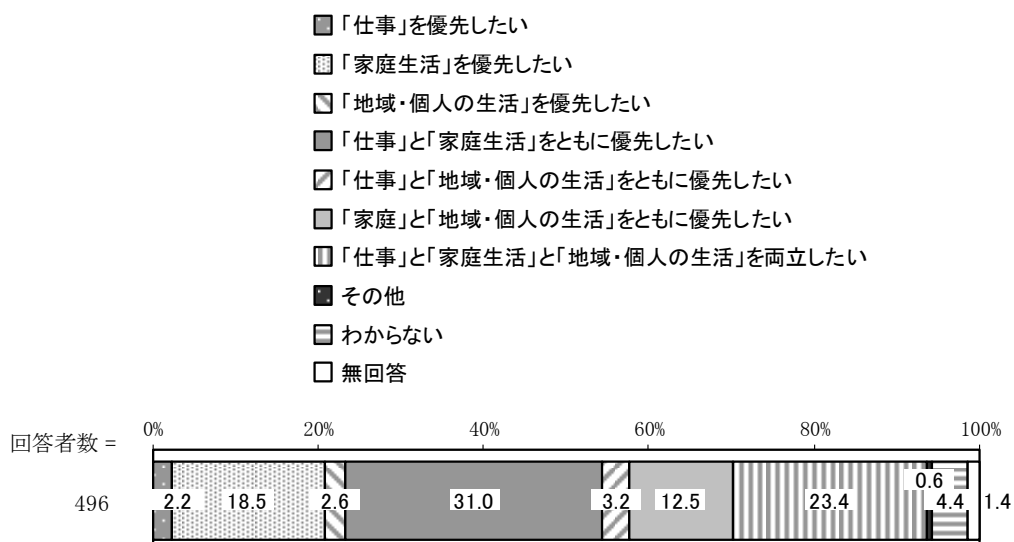 「仕事」を優先したい
「家庭生活」を優先したい
「地域・個人の生活」を優先したい
「仕事」と「家庭生活」をともに優先したい
「仕事」と「地域・個人の生活」をともに優先したい
「家庭」と「地域・個人の生活」をともに優先したい
「仕事」と「家庭生活」と「地域・個人の生活」を両立したい
その他
わからない
無回答
回答者数 = 0% 20% 40% 60% 80% 100%
496 2.2 18.5 2.6 31.0 3.2 12.5 23.4 0.6 4.4 1.4